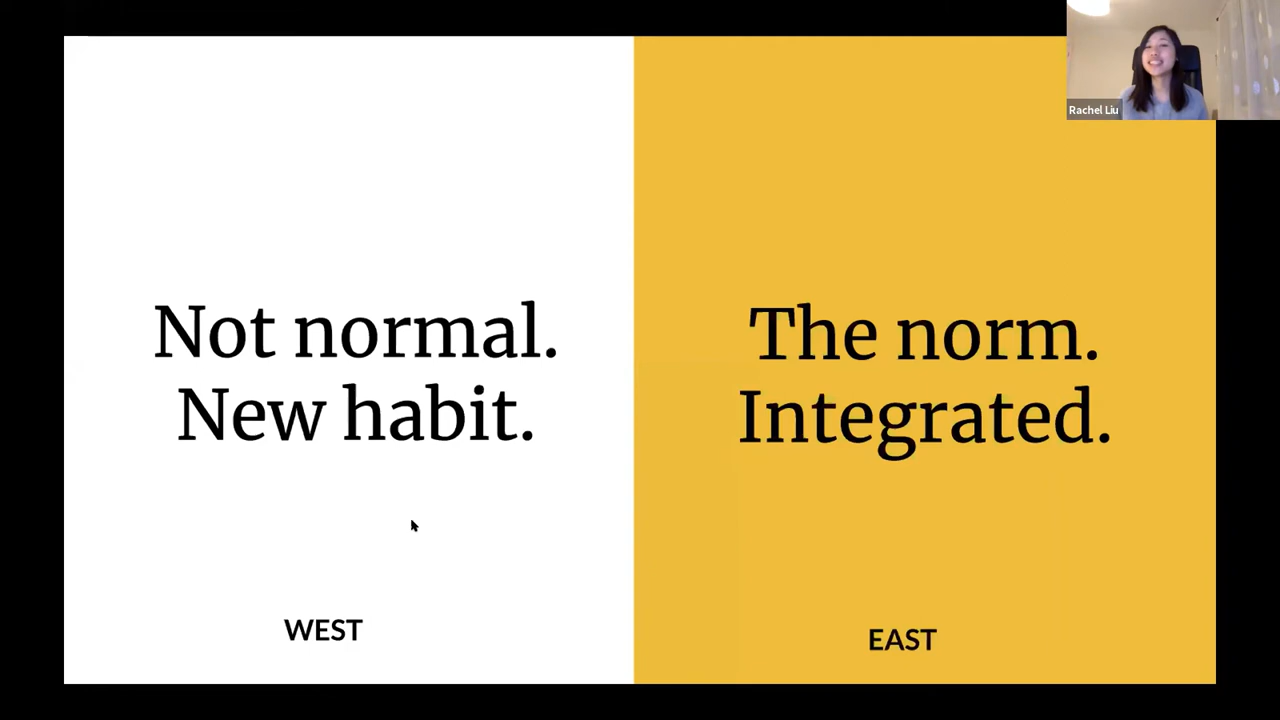 Not normal.
New habit.
WEST
The norm.
Integrated.
EAST
Rachel Liu